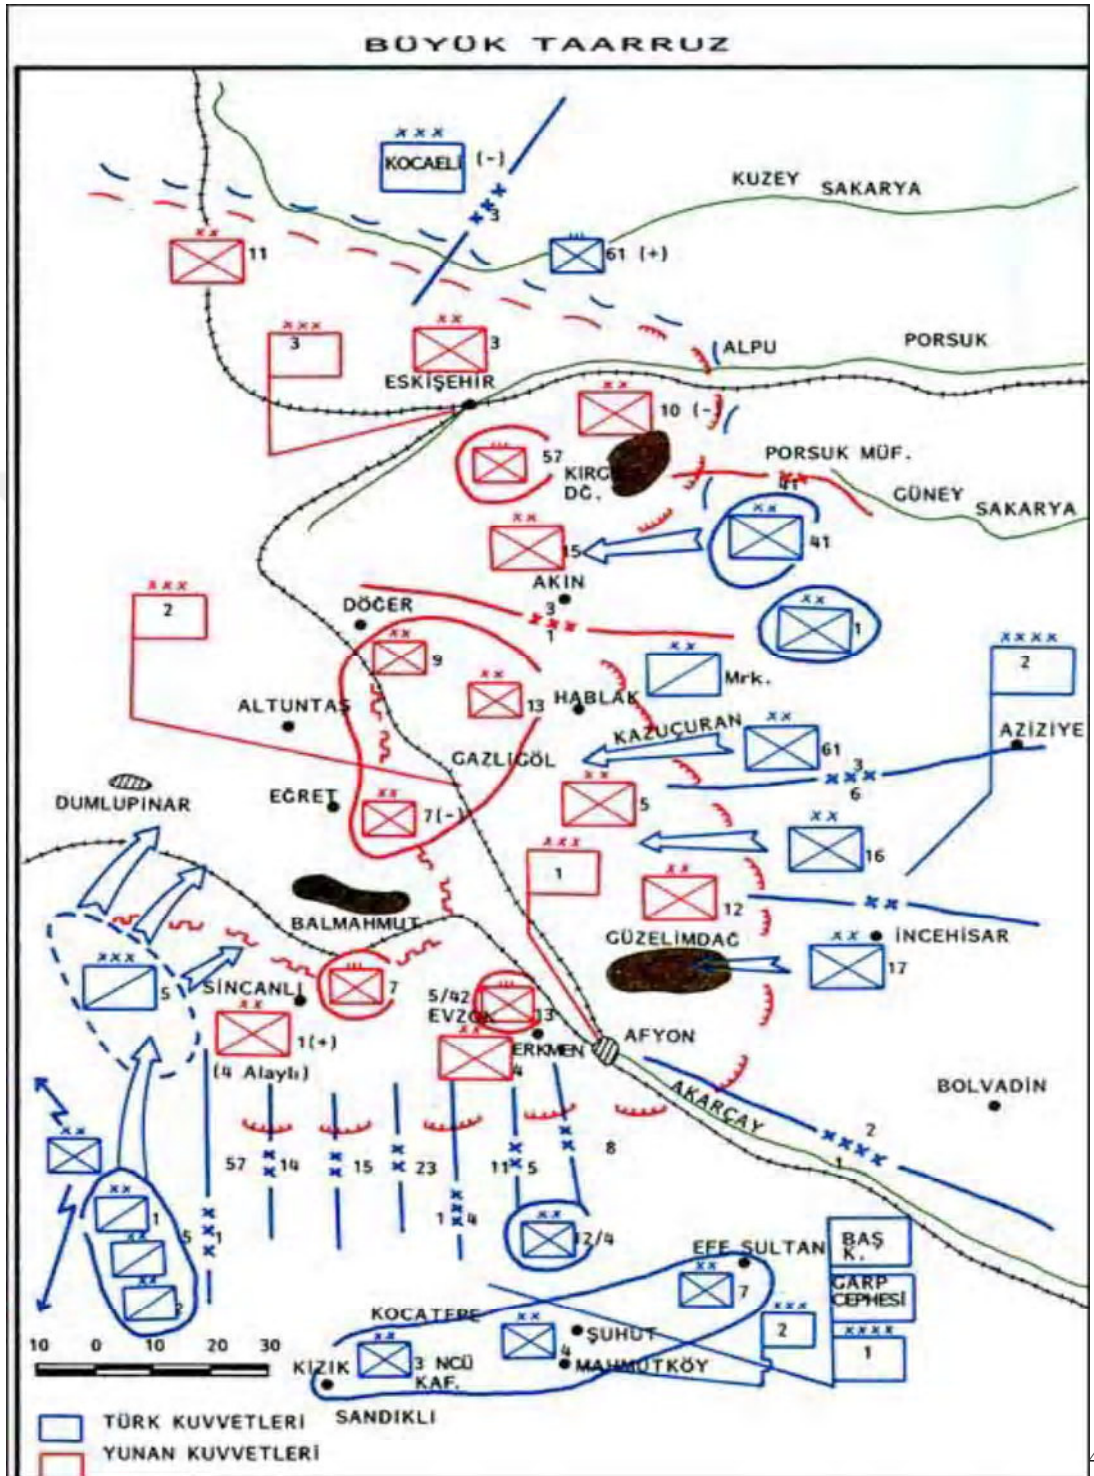 BÜYÜK TAARRUZ
x x x
KOCAELİ (-)
KUZEY SAKARYA
3
x x
11
61 (+)
x x x
3
x x
3
ALPU
PORSUK
ESKİŞEHİR
x x
10 (-)
57
KIRG
DĞ.
PORSUK MÜF.
41
GÜNEY SAKARYA
x x
15
x x
41
AKIN
x x x
2
3
1
DÖĞER
x x
1
x x
9
x x
Mrk.
x x x x
2
x x
13
HABLAK
ALTUNTAŞ
KAZUÇURAN
x x
61
AZİZİYE
GAZLIGÖL
3
6
DUMLUPINAR
EĞRET
x x
7 (-)
x x
5
x x
16
x x x
1
x x
12
BALMAHMUT
GÜZELİMDAĞ
İNCEHİSAR
x x
17
x x x
5
SİNCANLI
7
5/42
EVZON
13
x x
1 (+)
(4 Alaylı)
ERKMEN
x x
4
AFYON
AKARÇAY
BOLVADİN
2
1
x x
57 14
15
23
11 5
8
1 4
5 1
x x
1
x x
x x
2
x x
12/4
EFE SULTAN
BAŞ
K.
x x
7
GARP
CEPHESİ
KOCATEPE
x x
4
ŞUHUT
x x x
2
x x x x
1
MAHMUTKÖY
x x
3 NCÜ
KAF.
10 0 10 20 30
KIZIK
SANDIKLI
TÜRK KUVVETLERİ
YUNAN KUVVETLERİ